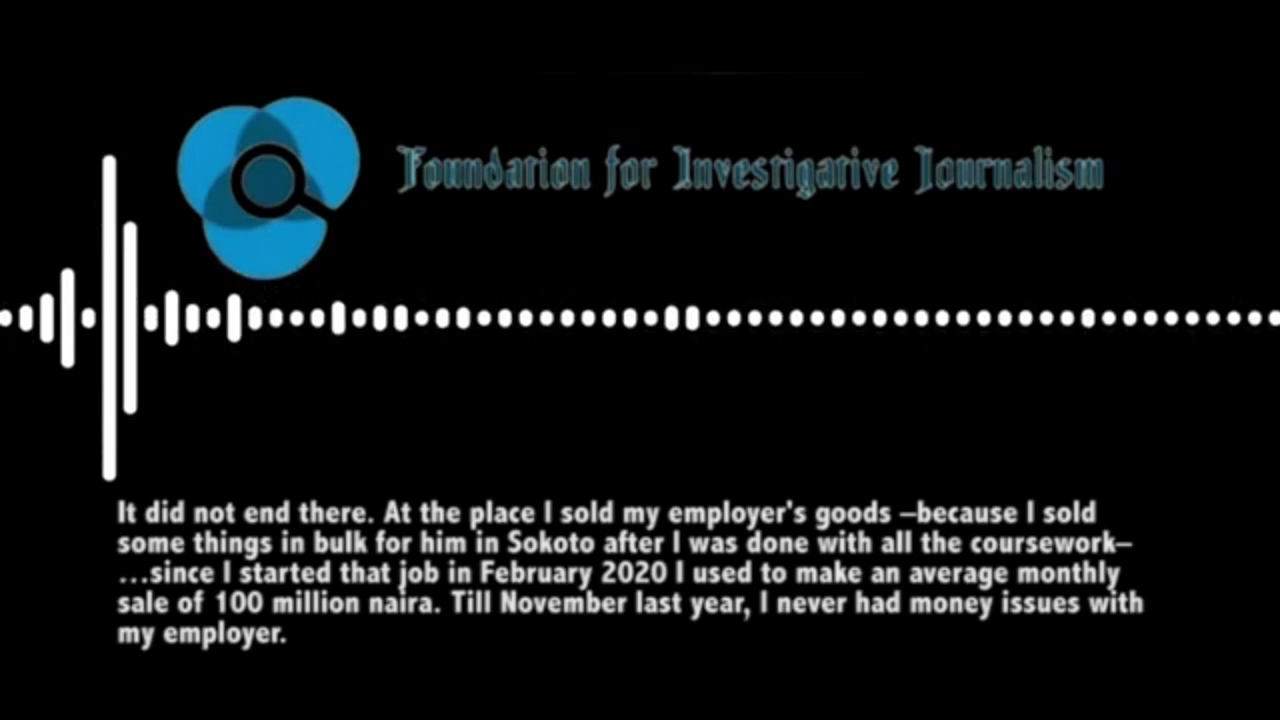 Foundation for Investigative Journalism
It did not end there. At the place I sold my employer's goods –because I sold
some things in bulk for him in Sokoto after I was done with all the coursework–
…since I started that job in February 2020 I used to make an average monthly
sale of 100 million naira. Till November last year, I never had money issues with
my employer.